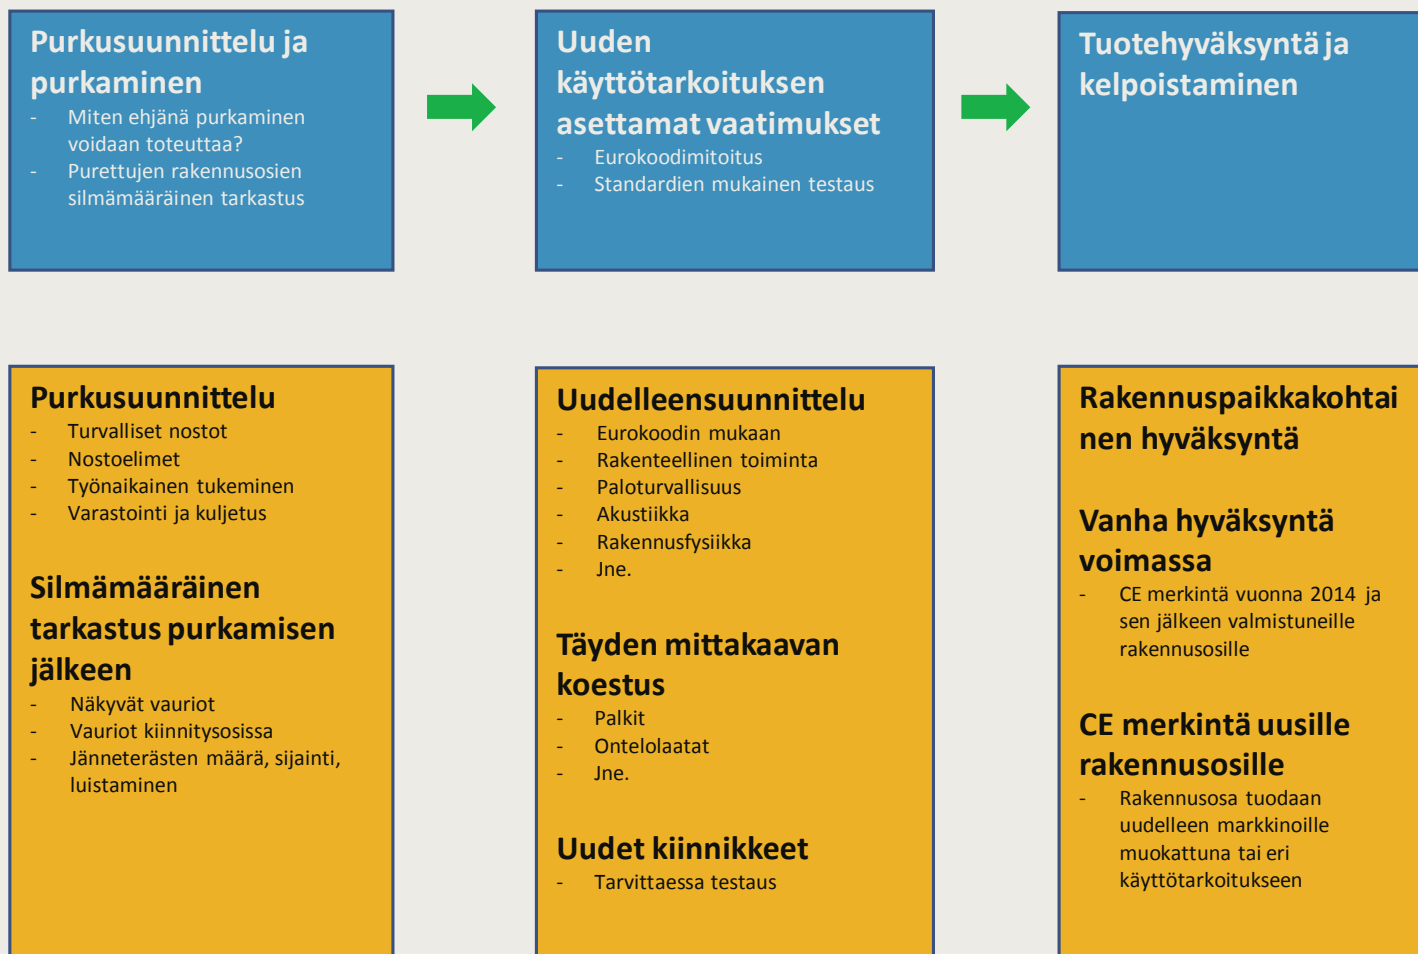 Purkusuunnittelu ja
purkaminen
- Miten ehjänä purkaminen
voidaan toteuttaa?
- Purettujen rakennusosien
silmämääräinen tarkastus
Uuden
käyttötarkoituksen
asettamat vaatimukset
- Eurokoodimitoitus
- Standardien mukainen testaus
Tuotehyväksyntä ja
kelpoistaminen
Purkusuunnittelu
- Turvalliset nostot
- Nostoelimet
- Työnaikainen tukeminen
- Varastointi ja kuljetus
Silmämääräinen
tarkastus purkamisen
jälkeen
- Näkyvät vauriot
- Vauriot kiinnitysosissa
- Jänneterästen määrä, sijainti,
luistaminen
Uudelleensuunnittelu
- Eurokoodin mukaan
- Rakenteellinen toiminta
- Paloturvallisuus
- Akustiikka
- Rakennusfysiikka
- Jne.
Täyden mittakaavan
koestus
- Palkit
- Ontelolaatat
- Jne.
Uudet kiinnikkeet
- Tarvittaessa testaus
Rakennuspaikkakohtai
nen hyväksyntä
Vanha hyväksyntä
voimassa
- CE merkintä vuonna 2014 ja
sen jälkeen valmistuneille
rakennusosille
CE merkintä uusille
rakennusosille
- Rakennusosa tuodaan
uudelleen markkinoille
muokattuna tai eri
käyttötarkoitukseen